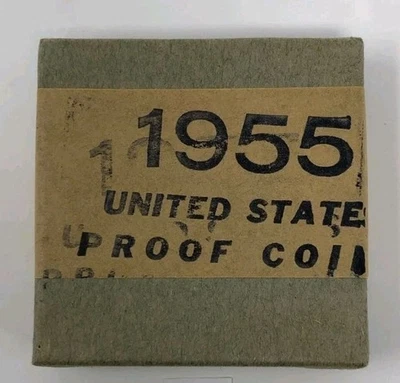 1955
UNITED STATE
PROOF COI